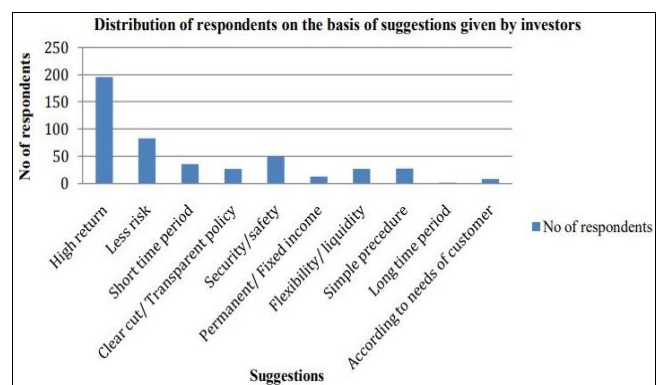 Distribution of respondents on the basis of suggestions given by investors
No of respondents
250
200
150
100
50
0
High return
Less risk
Short time period
Clear cut/ Transparent policy
Security/safety
Permanent/ Fixed income
Flexibility/ liquidity
Simple precedure
Long time period
According to needs of customer
Suggestions
No of respondents